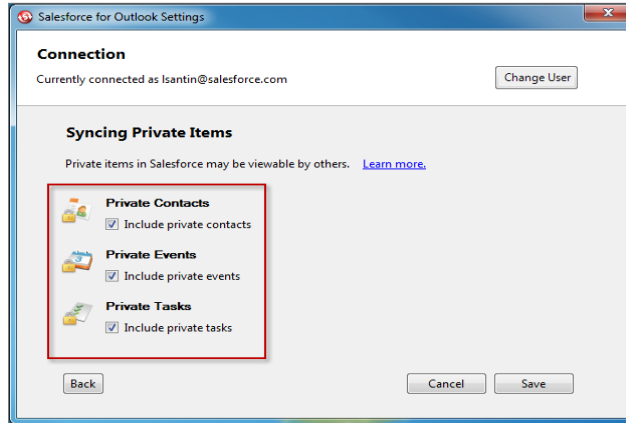 Salesforce for Outlook Settings
Connection
Currently connected as lsantin@salesforce.com
Change User
Syncing Private Items
Private items in Salesforce may be viewable by others. Learn more.
Private Contacts
Include private contacts
Private Events
Include private events
Private Tasks
Include private tasks
Back
Cancel
Save